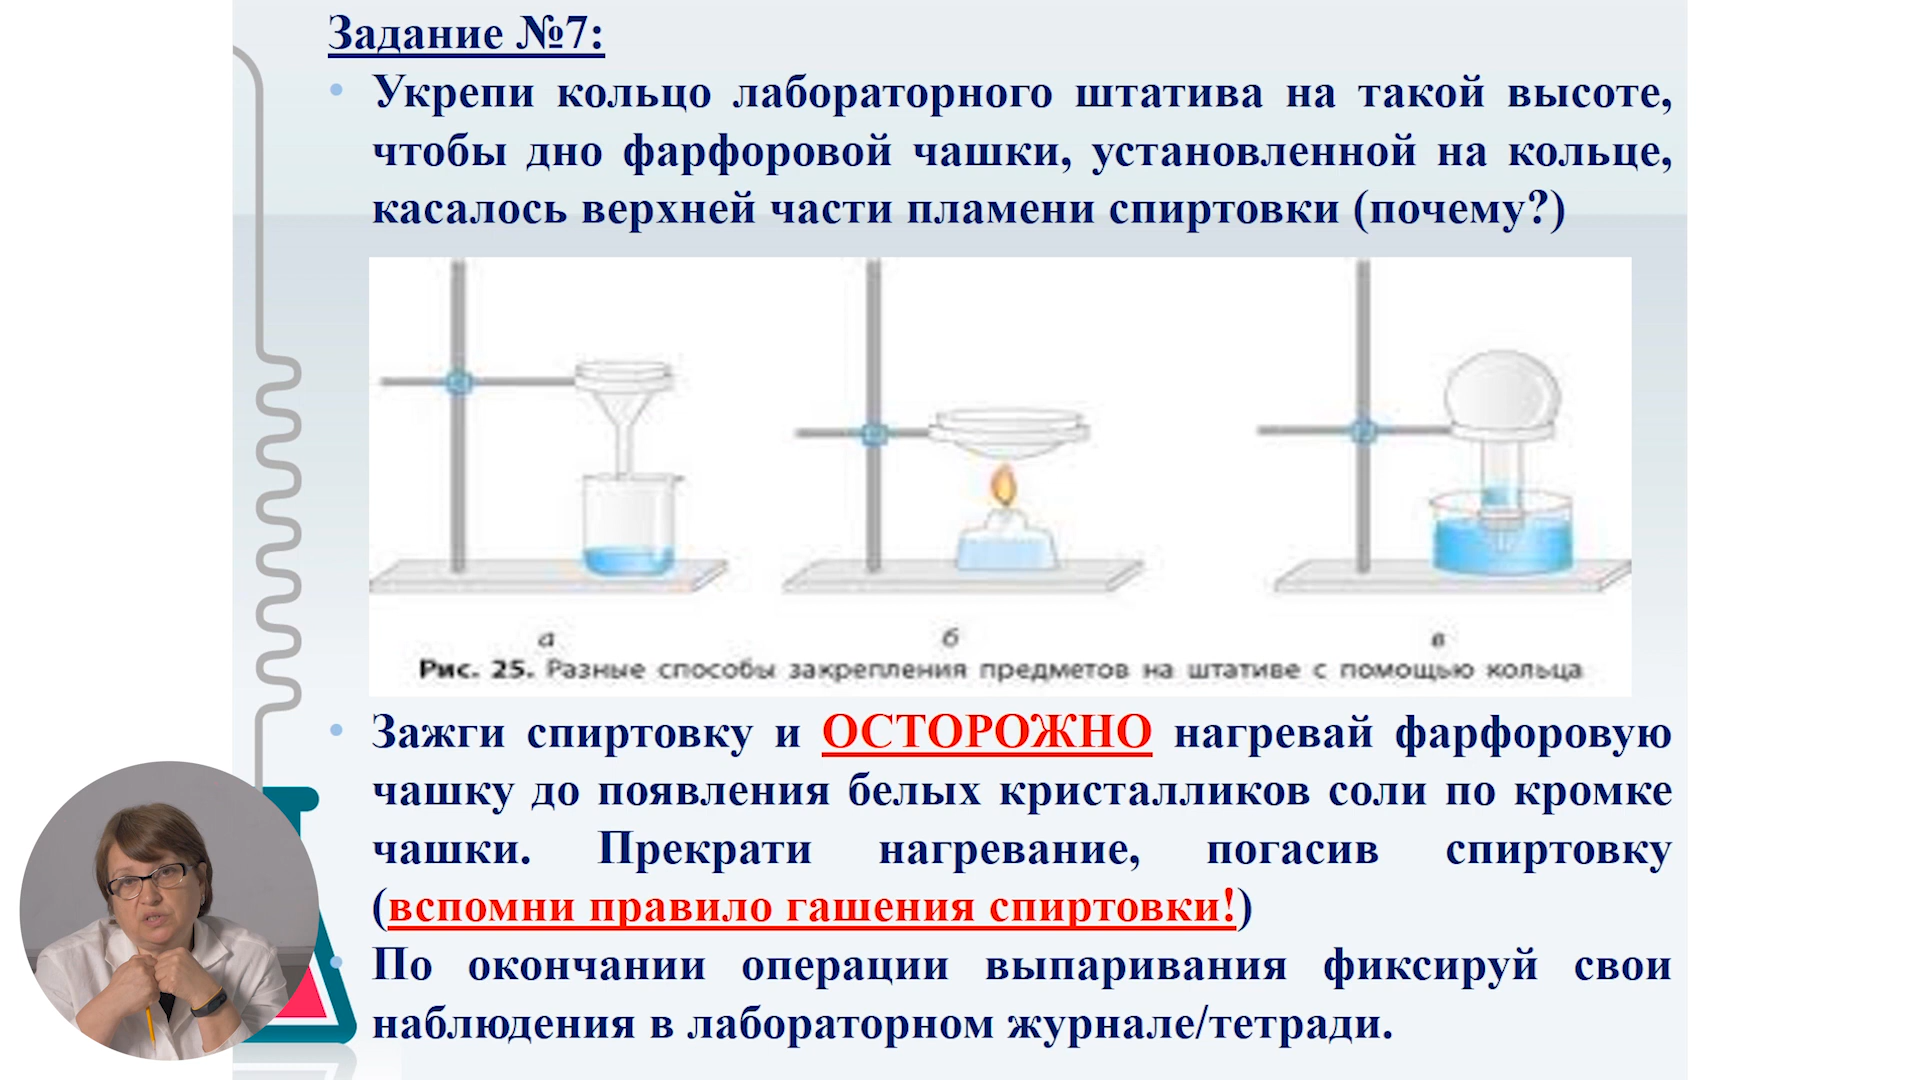 Задание №7:
Укрепи кольцо лабораторного штатива на такой высоте,
чтобы дно фарфоровой чашки, установленной на кольце,
касалось верхней части пламени спиртовки (почему?)
а б в
Рис. 25. Разные способы закрепления предметов на штативе с помощью кольца
Зажги спиртовку и ОСТОРОЖНО нагревай фарфоровую
чашку до появления белых кристалликов соли по кромке
чашки. Прекрати нагревание, погасив спиртовку
(вспомни правило гашения спиртовки!)
По окончании операции выпаривания фиксируй свои
наблюдения в лабораторном журнале/тетради.